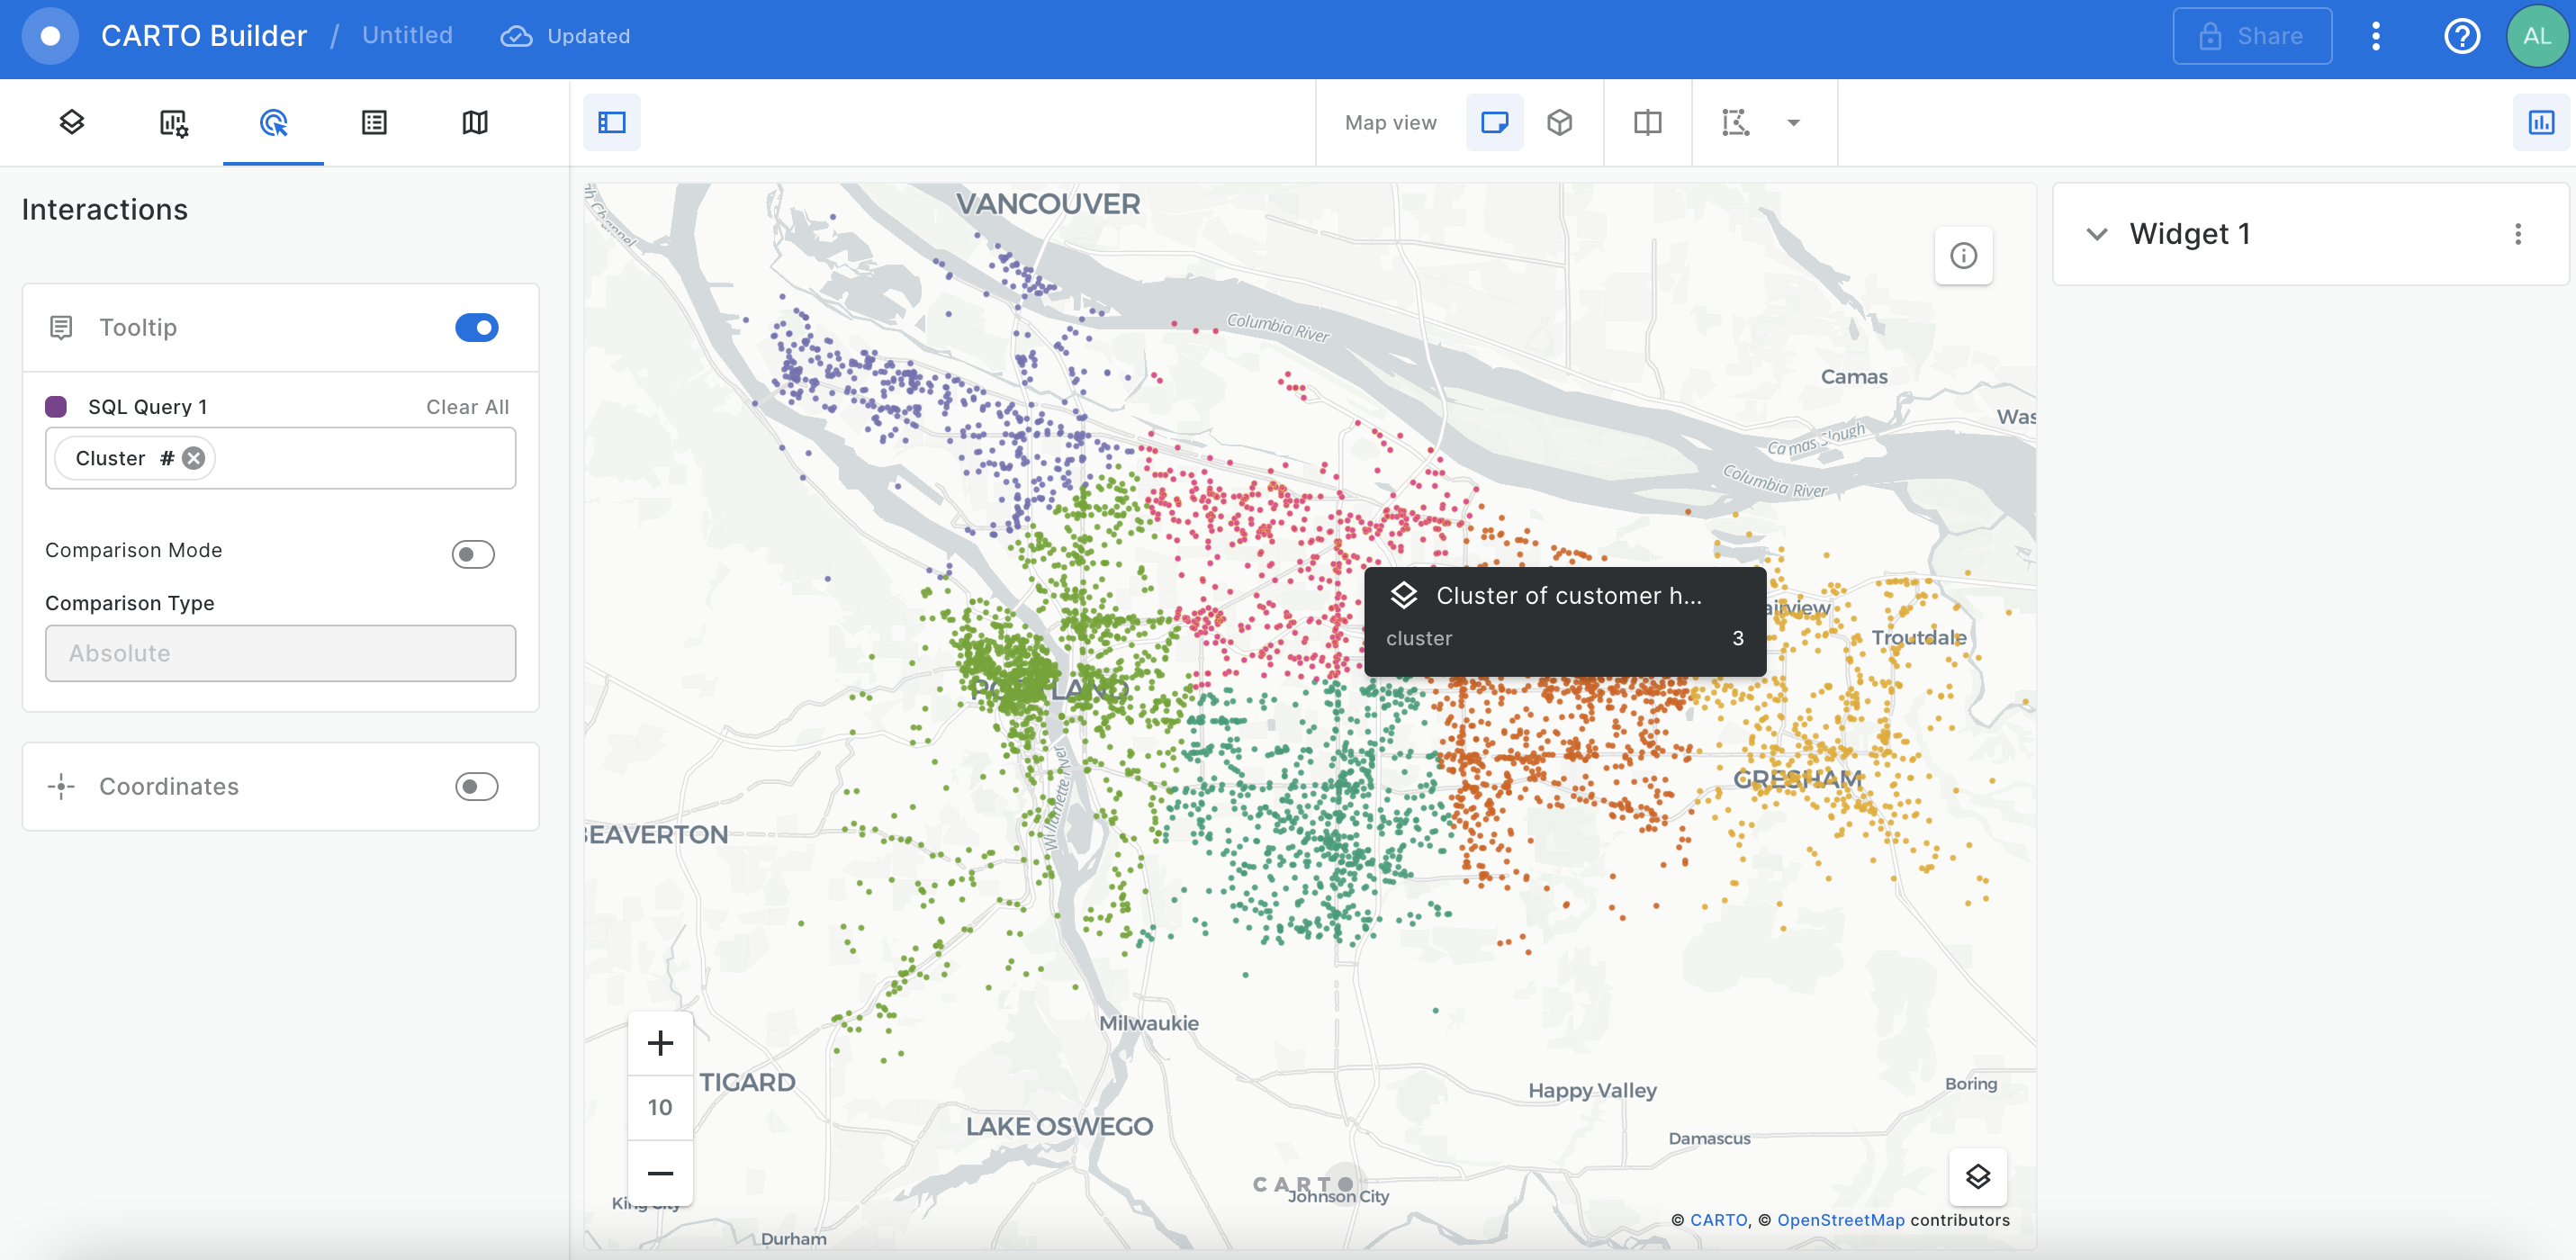 CARTO Builder / Untitled Updated
Share
AL
Map view
Interactions
Tooltip
SQL Query 1 Clear All
Cluster #
Comparison Mode
Comparison Type
Absolute
Coordinates
Widget 1
VANCOUVER
Channel
Columbia River
Camas
Was
Camas Slough
Columbia River
Cluster of customer h...
cluster 3
airview
Troutdale
PORTLAND
GRESHAM
Willamette River
BEAVERTON
Milwaukie
TIGARD
10
Happy Valley
Boring
LAKE OSWEGO
Damascus
CARTO
Johnson City
King City
Durham
© CARTO, © OpenStreetMap contributors